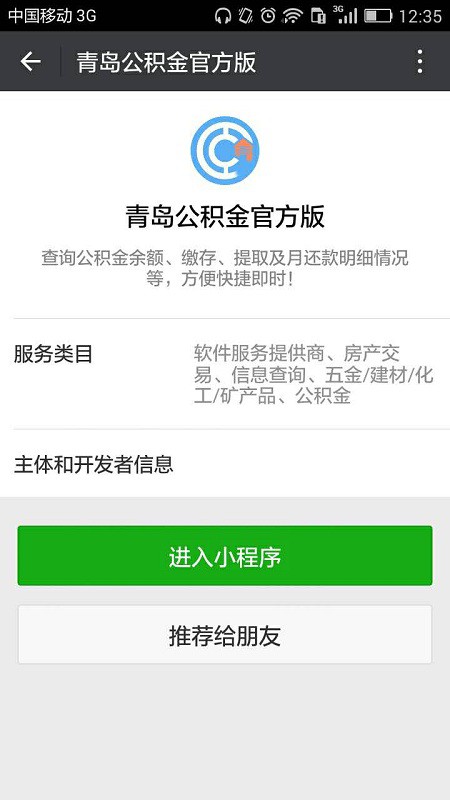 中国移动 3G
3G
12:35
青岛公积金官方版
青岛公积金官方版
查询公积金余额、缴存、提取及月还款明细情况
等，方便快捷即时！
服务类目
软件服务提供商、房产交
易、信息查询、五金/建材/化
工/矿产品、公积金
主体和开发者信息
进入小程序
推荐给朋友